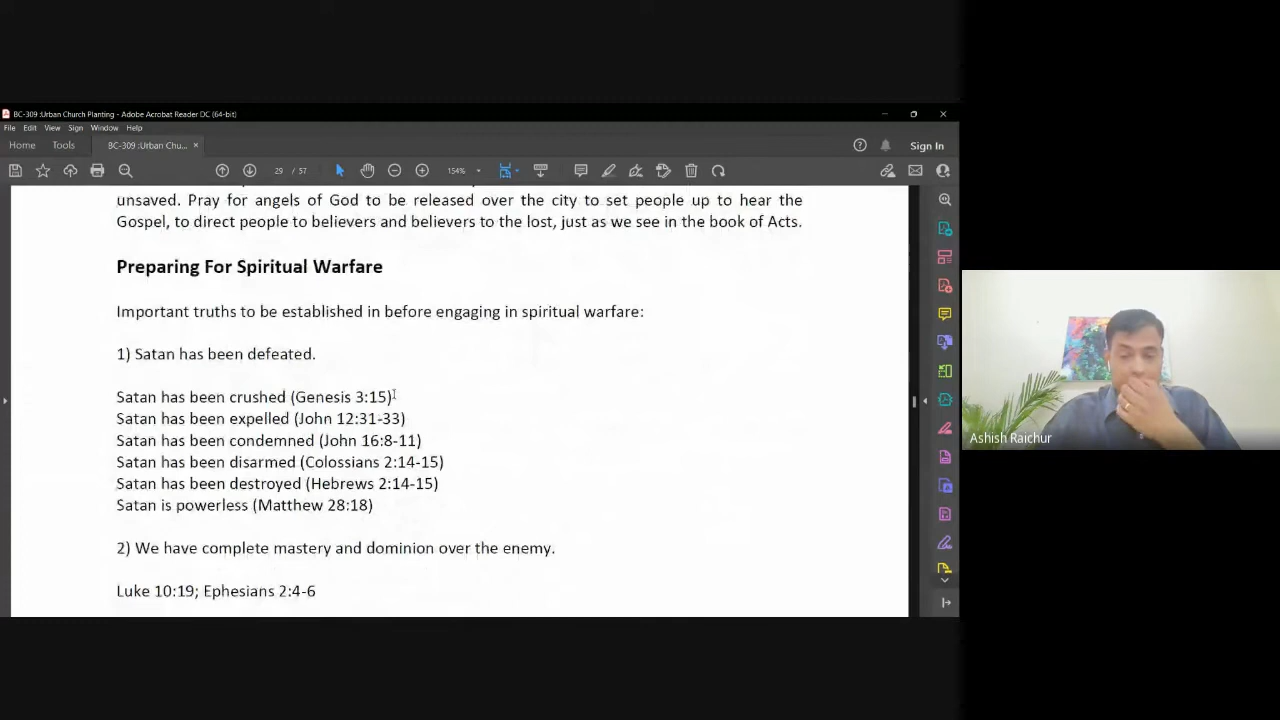 BC-309 :Urban Church Planting - Adobe Acrobat Reader DC (64-bit)
File Edit View Sign Window Help
Home Tools BC-309 :Urban Chu... × Sign In
29 / 57 154%
unsaved. Pray for angels of God to be released over the city to set people up to hear the
Gospel, to direct people to believers and believers to the lost, just as we see in the book of Acts.
Preparing For Spiritual Warfare
Important truths to be established in before engaging in spiritual warfare:
1) Satan has been defeated.
Satan has been crushed (Genesis 3:15)
Satan has been expelled (John 12:31-33)
Satan has been condemned (John 16:8-11)
Satan has been disarmed (Colossians 2:14-15)
Satan has been destroyed (Hebrews 2:14-15)
Satan is powerless (Matthew 28:18)
2) We have complete mastery and dominion over the enemy.
Luke 10:19; Ephesians 2:4-6
Ashish Raichur